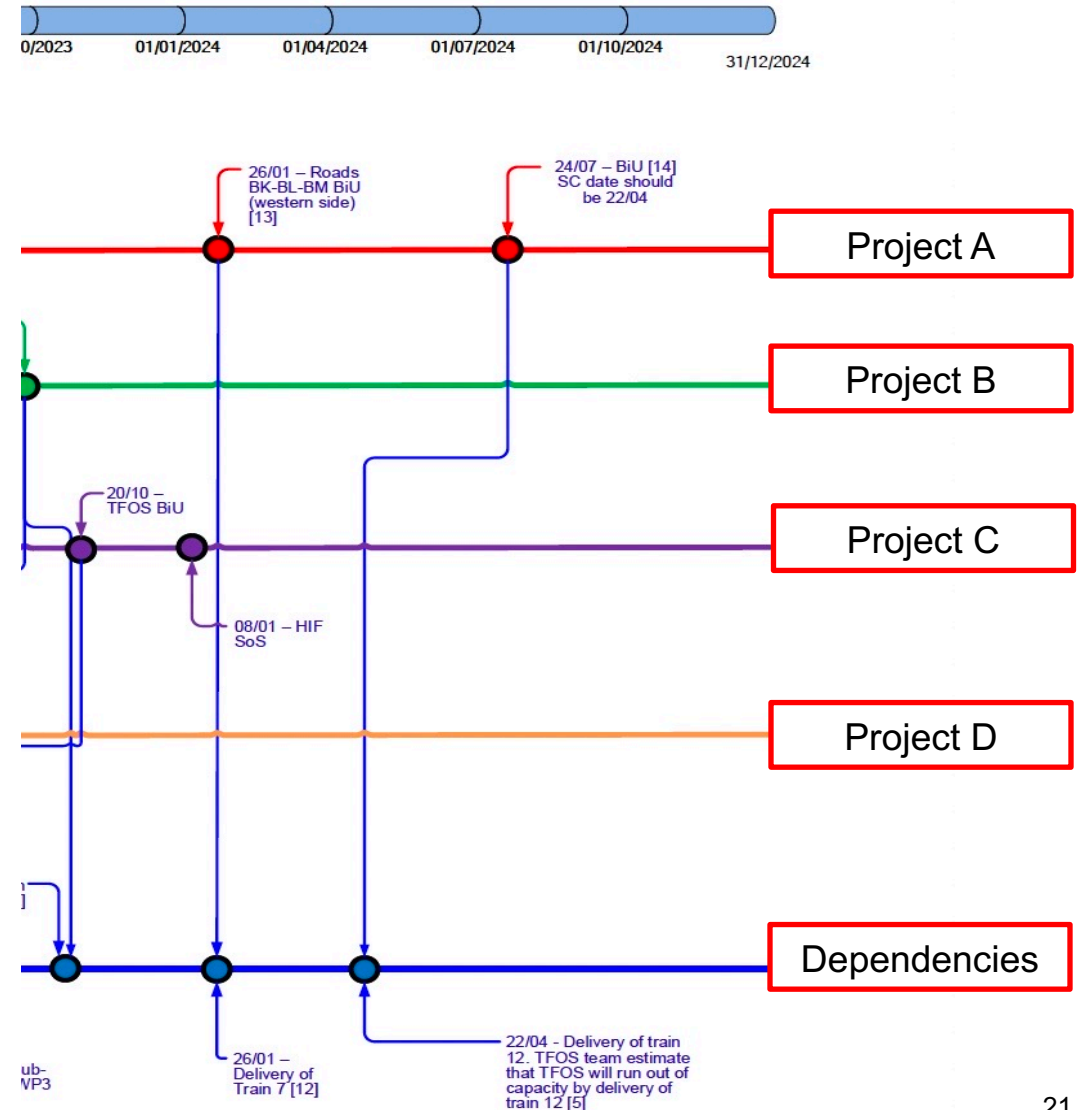 0/2023
01/01/2024
01/04/2024
01/07/2024
01/10/2024
31/12/2024
26/01 – Roads
BK-BL-BM BiU
(western side)
[13]
24/07 – BiU [14]
SC date should
be 22/04
Project A
Project B
20/10 –
TFOS BiU
Project C
08/01 – HIF
SoS
Project D
]
Dependencies
ub-
WP3
26/01 –
Delivery of
Train 7 [12]
22/04 - Delivery of train
12. TFOS team estimate
that TFOS will run out of
capacity by delivery of
train 12 [5]
21